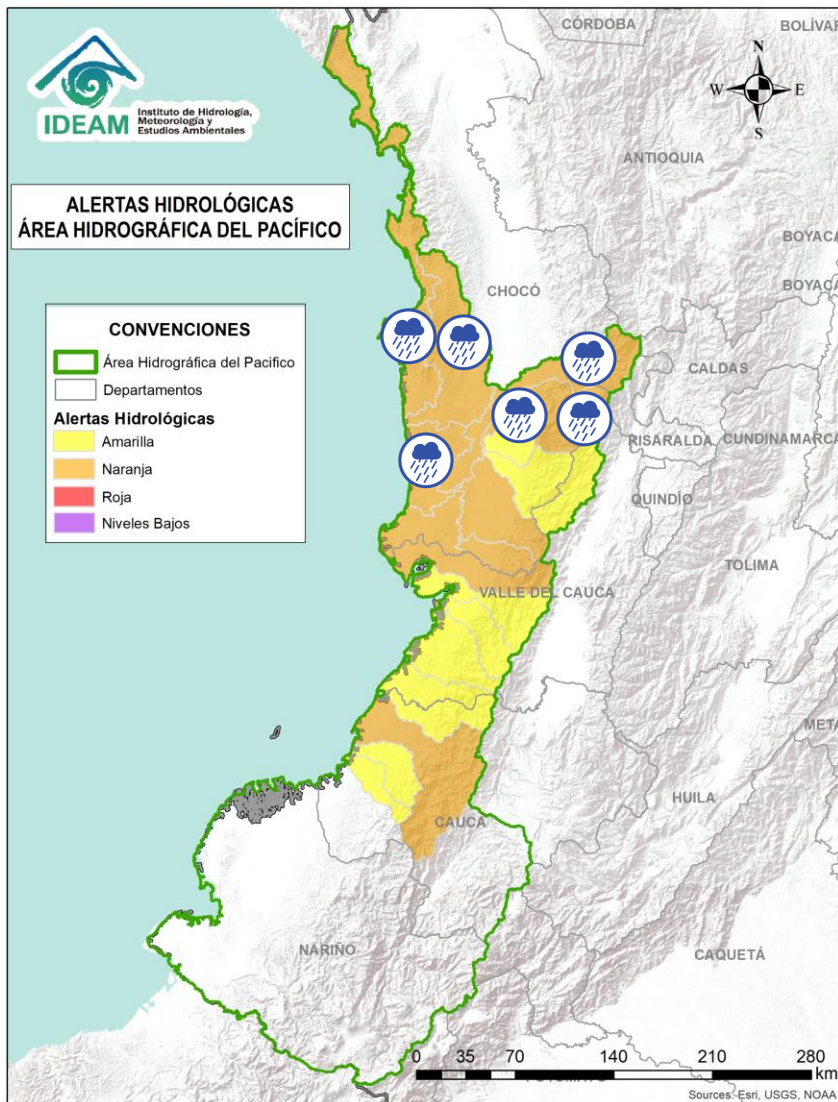 CÓRDOBA
BOLÍVAR
IDEAM
Instituto de Hidrología,
Meteorología y
Estudios Ambientales
N
W
E
S
ANTIOQUIA
ALERTAS HIDROLÓGICAS
ÁREA HIDROGRÁFICA DEL PACÍFICO
BOYACÁ
BOYACÁ
CHOCÓ
CONVENCIONES
Área Hidrográfica del Pacifico
Departamentos
Alertas Hidrológicas
Amarilla
Naranja
Roja
Niveles Bajos
CALDAS
RISARALDA
CUNDINAMARCA
QUINDÍO
TOLIMA
VALLE DEL CAUCA
META
HUILA
CAUCA
NARIÑO
CAQUETÁ
0 35 70 140 210 280
km
Sources: Esri, USGS, NOAA